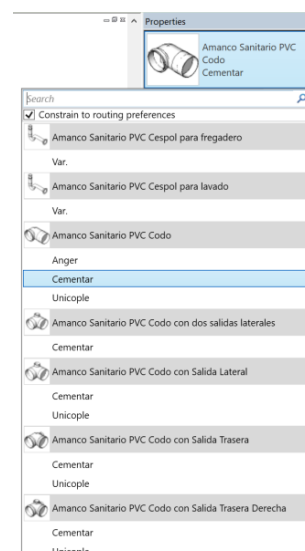 Properties
Amanco Sanitario PVC
Codo
Cementar
Search
Constrain to routing preferences
Amanco Sanitario PVC Cespol para fregadero
Var.
Amanco Sanitario PVC Cespol para lavado
Var.
Amanco Sanitario PVC Codo
Anger
Cementar
Unicople
Amanco Sanitario PVC Codo con dos salidas laterales
Cementar
Amanco Sanitario PVC Codo con Salida Lateral
Cementar
Unicople
Amanco Sanitario PVC Codo con Salida Trasera
Cementar
Unicople
Amanco Sanitario PVC Codo con Salida Trasera Derecha
Cementar
Unicople